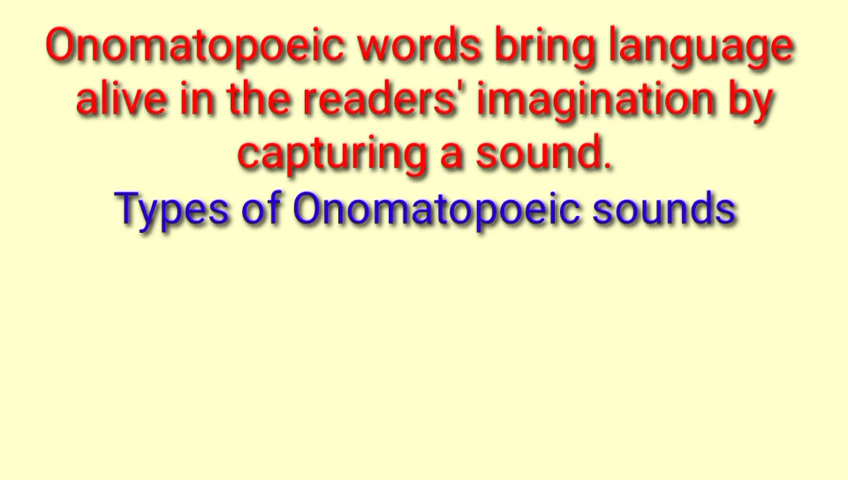 Onomatopoeic words bring language
alive in the readers' imagination by
capturing a sound.
Types of Onomatopoeic sounds